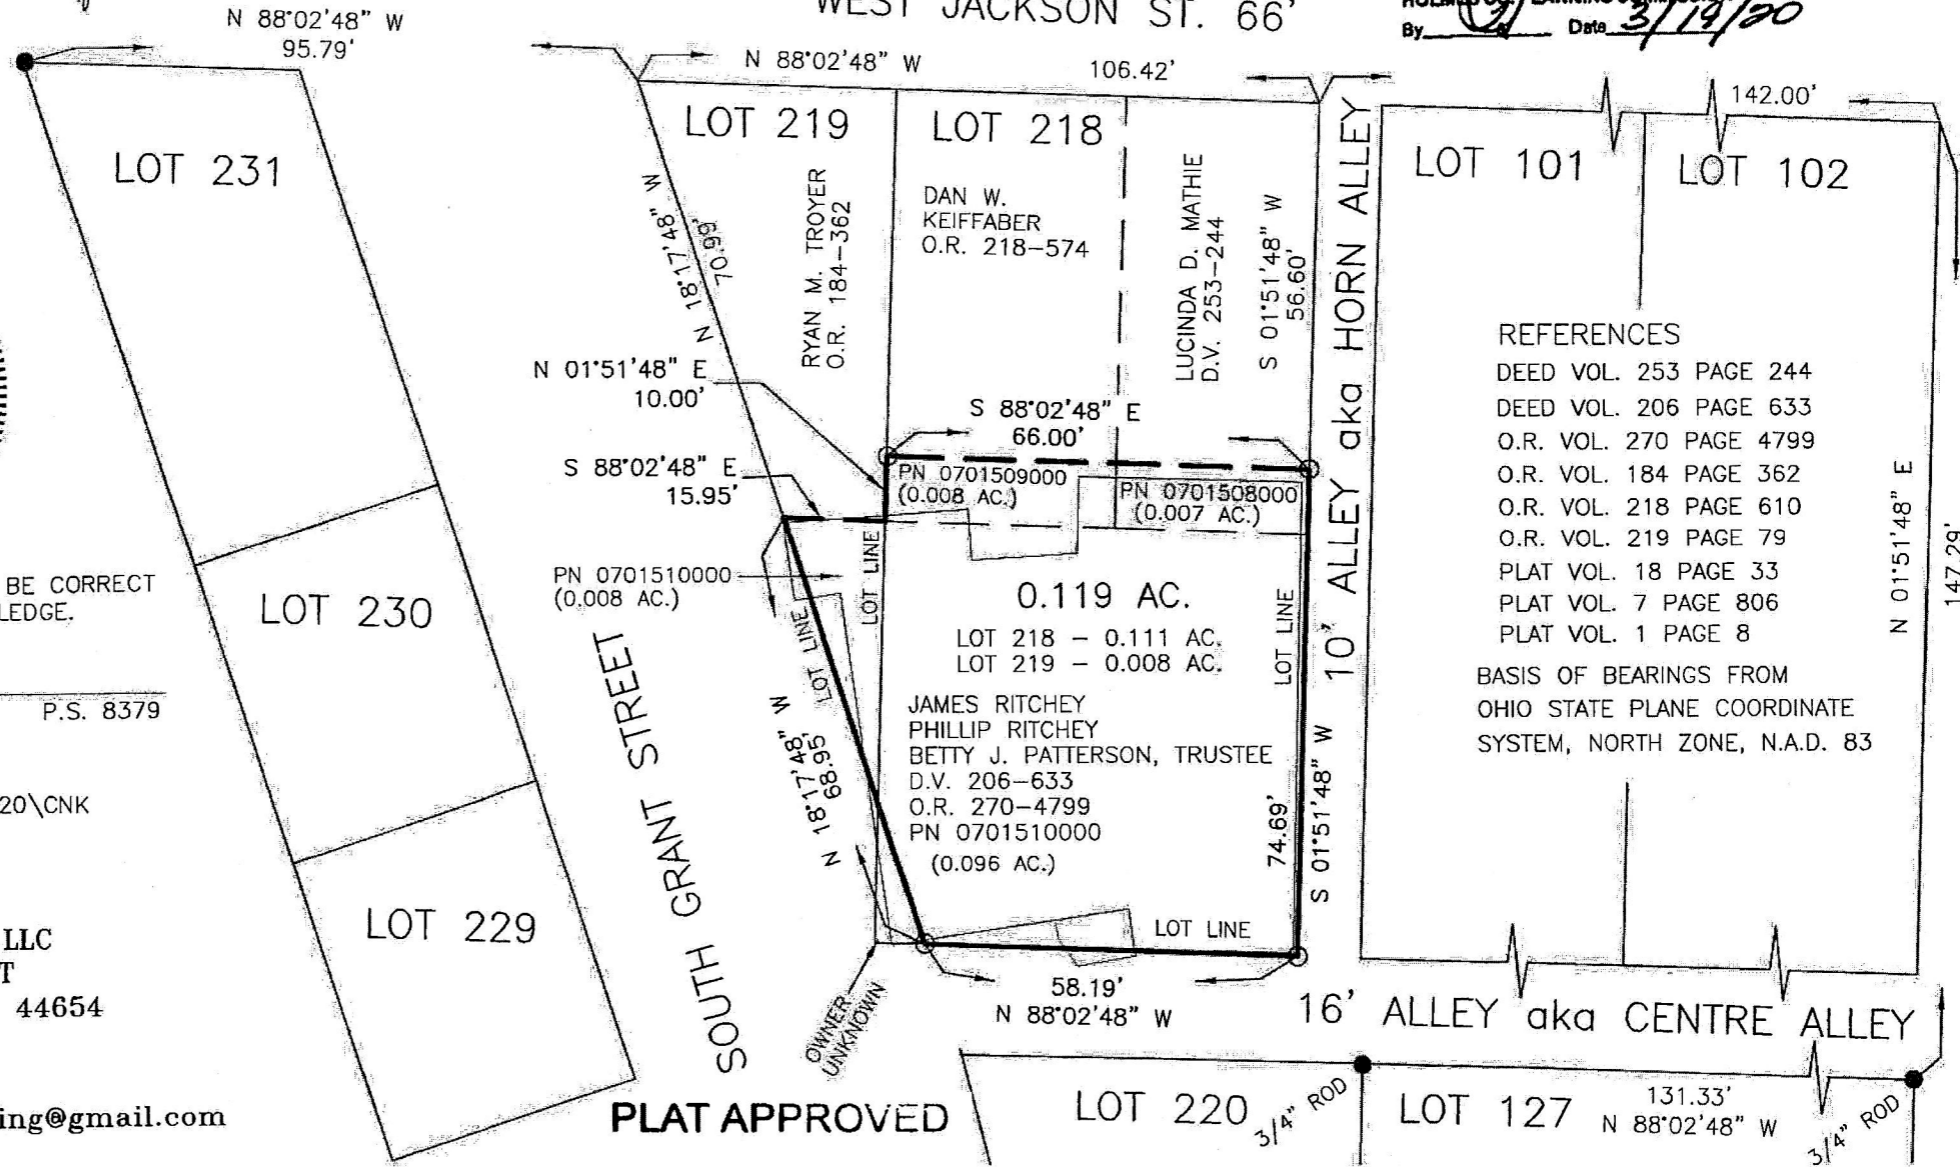 WEST JACKSON ST. 66'
By Date 3/19/20
N 88°02'48" W
95.79'
N 88°02'48" W
106.42'
142.00'
LOT 231
LOT 219
LOT 218
LOT 101
LOT 102
RYAN M. TROYER
O.R. 184-362
DAN W.
KEIFFABER
O.R. 218-574
LUCINDA D. MATHIE
D.V. 253-244
S 01°51'48" W
56.60'
N 18°17'48" W
70.99'
10' ALLEY aka HORN ALLEY
N 01°51'48" E
10.00'
S 88°02'48" E
66.00'
S 88°02'48" E
15.95'
PN 0701509000
(0.008 AC.)
PN 0701508000
(0.007 AC.)
PN 0701510000
(0.008 AC.)
REFERENCES
DEED VOL. 253 PAGE 244
DEED VOL. 206 PAGE 633
O.R. VOL. 270 PAGE 4799
O.R. VOL. 184 PAGE 362
O.R. VOL. 218 PAGE 610
O.R. VOL. 219 PAGE 79
PLAT VOL. 18 PAGE 33
PLAT VOL. 7 PAGE 806
PLAT VOL. 1 PAGE 8
BASIS OF BEARINGS FROM
OHIO STATE PLANE COORDINATE
SYSTEM, NORTH ZONE, N.A.D. 83
N 01°51'48" E
147.29'
BE CORRECT
LEDGE.
P.S. 8379
20\CNK
LLC
T
44654
ing@gmail.com
LOT 230
LOT 229
SOUTH GRANT STREET
LOT LINE
LOT LINE
LOT LINE
0.119 AC.
LOT 218 - 0.111 AC.
LOT 219 - 0.008 AC.
JAMES RITCHEY
PHILLIP RITCHEY
BETTY J. PATTERSON, TRUSTEE
D.V. 206-633
O.R. 270-4799
PN 0701510000
(0.096 AC.)
N 18°17'48" W
68.95'
74.69'
S 01°51'48" W
LOT LINE
58.19'
N 88°02'48" W
OWNER
UNKNOWN
16' ALLEY aka CENTRE ALLEY
PLAT APPROVED
LOT 220
3/4" ROD
LOT 127
131.33'
N 88°02'48" W
3/4" ROD